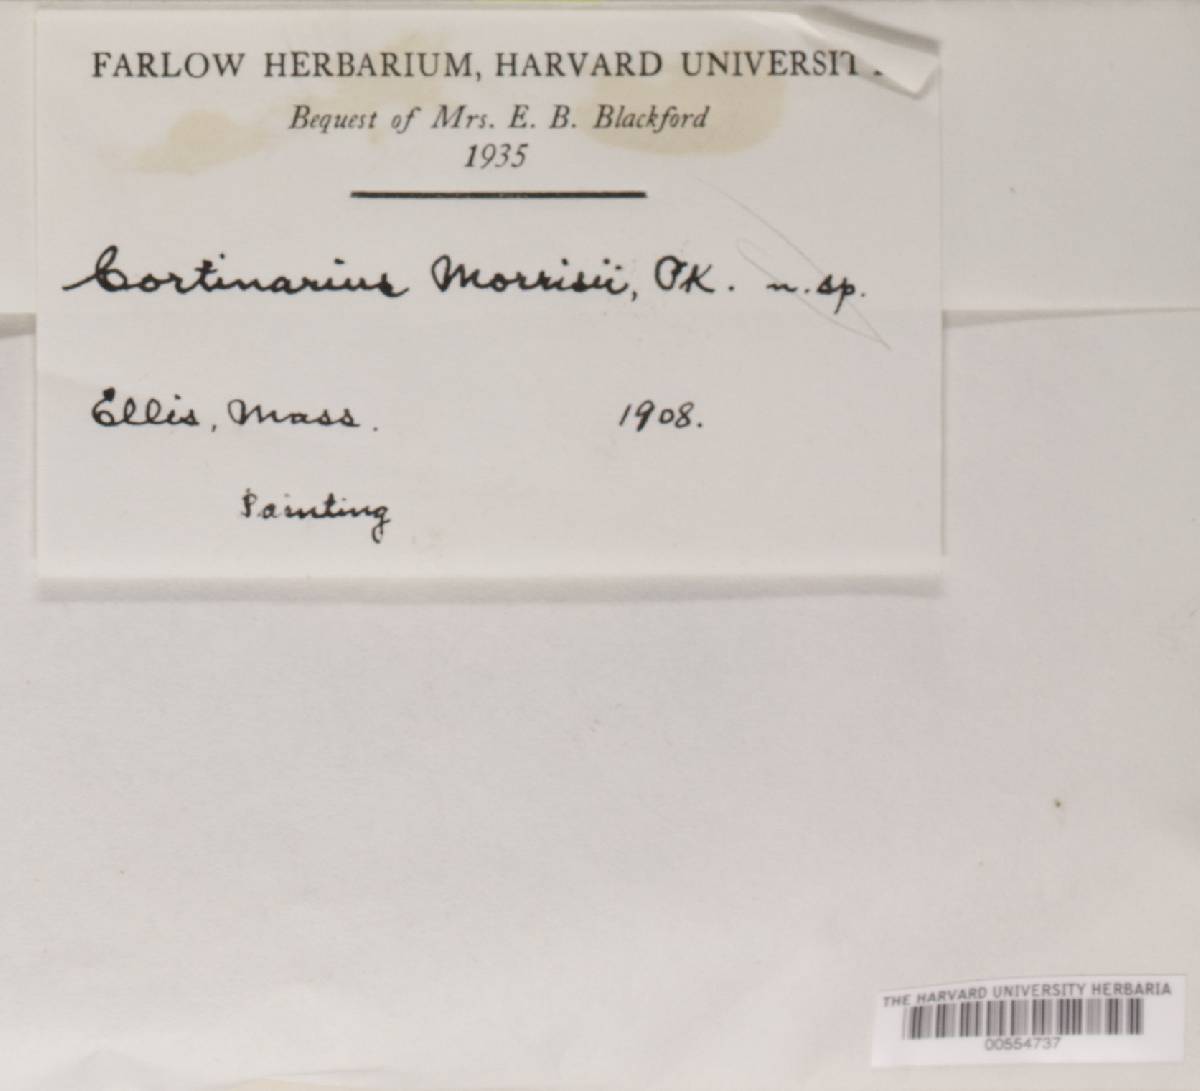 FARLOW HERBARIUM, HARVARD UNIVERSIT
Bequest of Mrs. E. B. Blackford
1935
Cortinarius Morrisii, PK. n. sp.
Ellis, Mass. 1908.
Painting
THE HARVARD UNIVERSITY HERBARIA
00554737